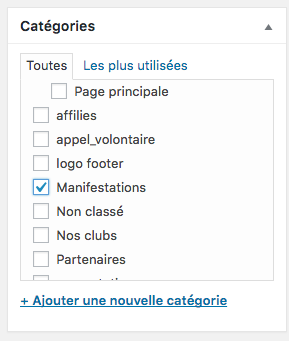 Catégories
Toutes Les plus utilisées
Page principale
affilies
appel_volontaire
logo footer
Manifestations
Non classé
Nos clubs
Partenaires
+ Ajouter une nouvelle catégorie